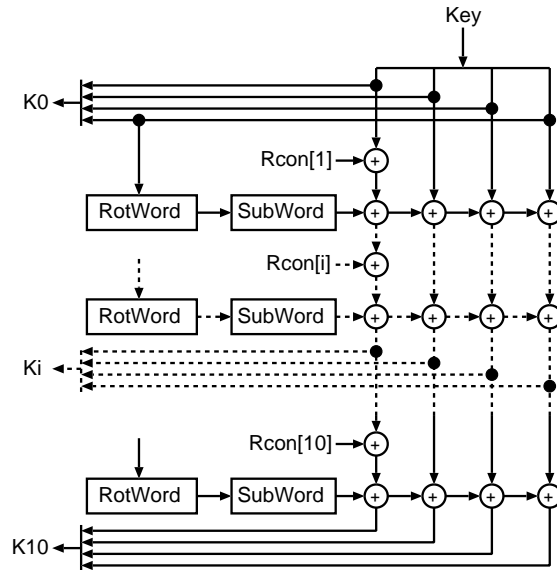 Key
K0
Rcon[1]
+
RotWord
SubWord
+
+
+
+
Rcon[i]
+
RotWord
SubWord
+
+
+
+
Ki
Rcon[10]
+
RotWord
SubWord
+
+
+
+
K10